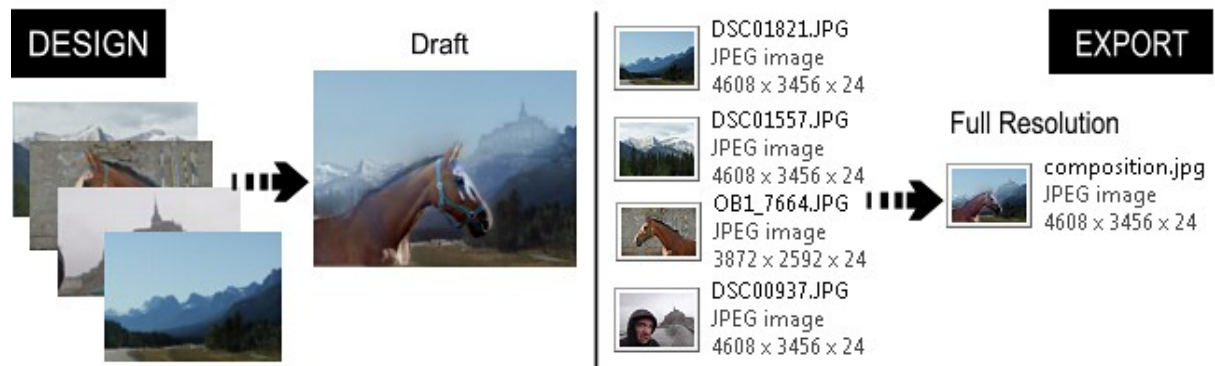 DESIGN
Draft
DSC01821.JPG
JPEG image
4608 x 3456 x 24
DSC01557.JPG
JPEG image
4608 x 3456 x 24
OB1_7664.JPG
JPEG image
3872 x 2592 x 24
DSC00937.JPG
JPEG image
4608 x 3456 x 24
EXPORT
Full Resolution
composition.jpg
JPEG image
4608 x 3456 x 24